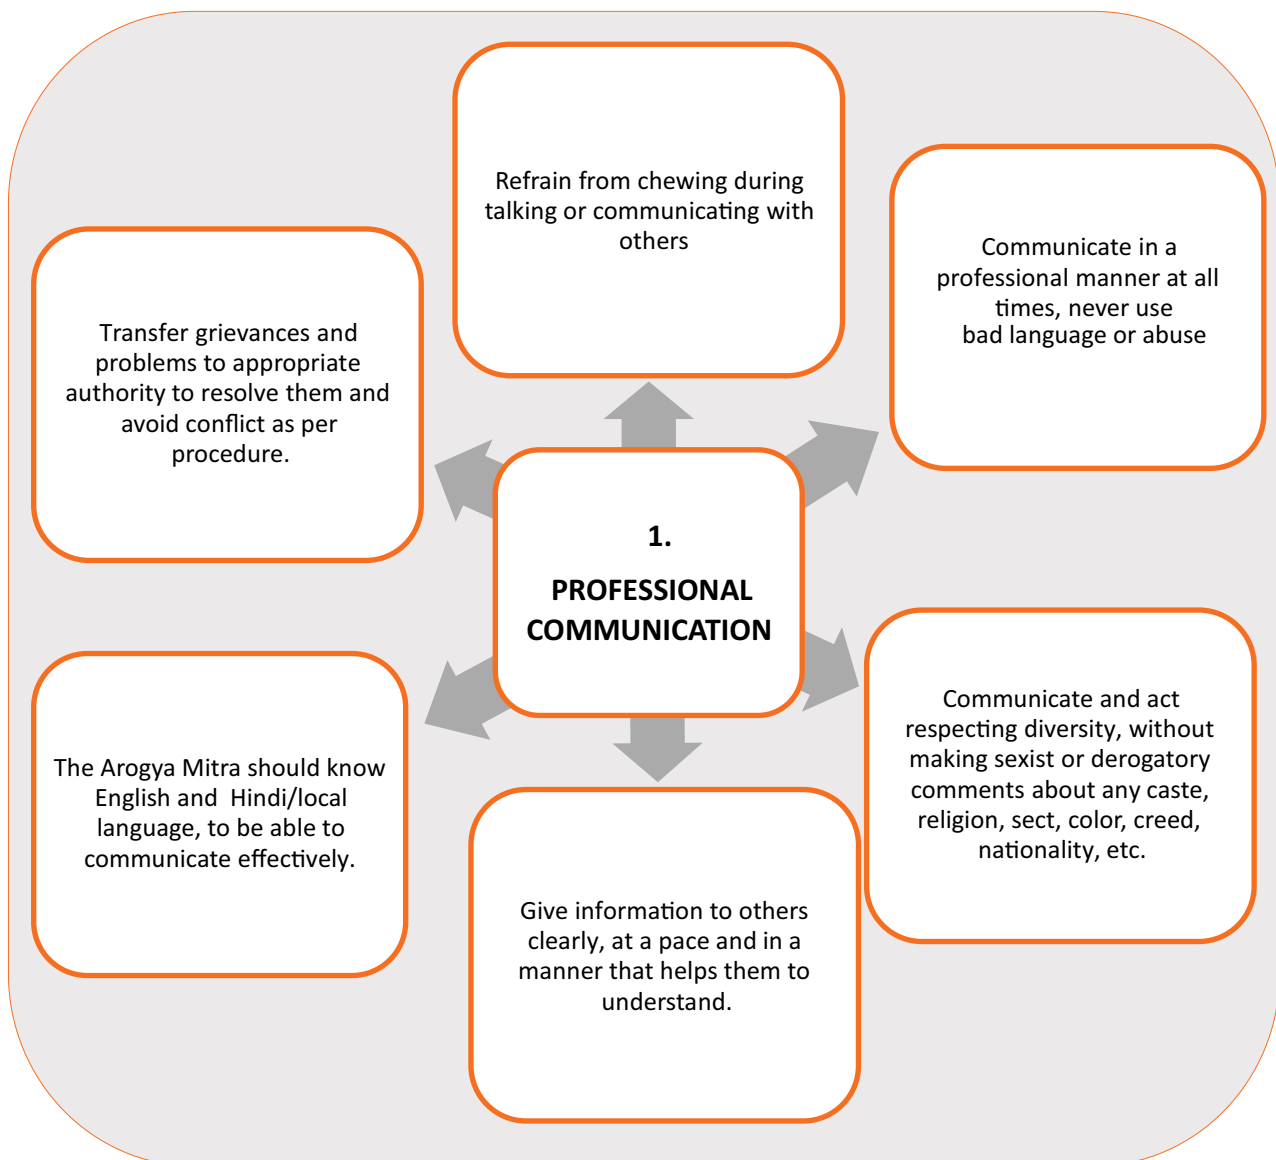 Refrain from chewing during
talking or communicating with
others
Communicate in a
professional manner at all
times, never use
bad language or abuse
Transfer grievances and
problems to appropriate
authority to resolve them and
avoid conflict as per
procedure.
1.
PROFESSIONAL
COMMUNICATION
Communicate and act
respecting diversity, without
making sexist or derogatory
comments about any caste,
religion, sect, color, creed,
nationality, etc.
The Arogya Mitra should know
English and Hindi/local
language, to be able to
communicate effectively.
Give information to others
clearly, at a pace and in a
manner that helps them to
understand.